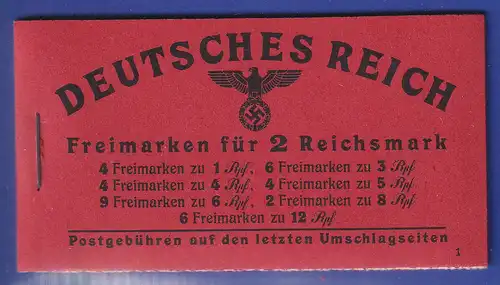 DEUTSCHES REICH
Freimarken für 2 Reichsmark
4 Freimarken zu 1 Rpf, 6 Freimarken zu 3 Rpf
4 Freimarken zu 4 Rpf, 4 Freimarken zu 5 Rpf
9 Freimarken zu 6 Rpf, 2 Freimarken zu 8 Rpf
6 Freimarken zu 12 Rpf
Postgebühren auf den letzten Umschlagseiten
1